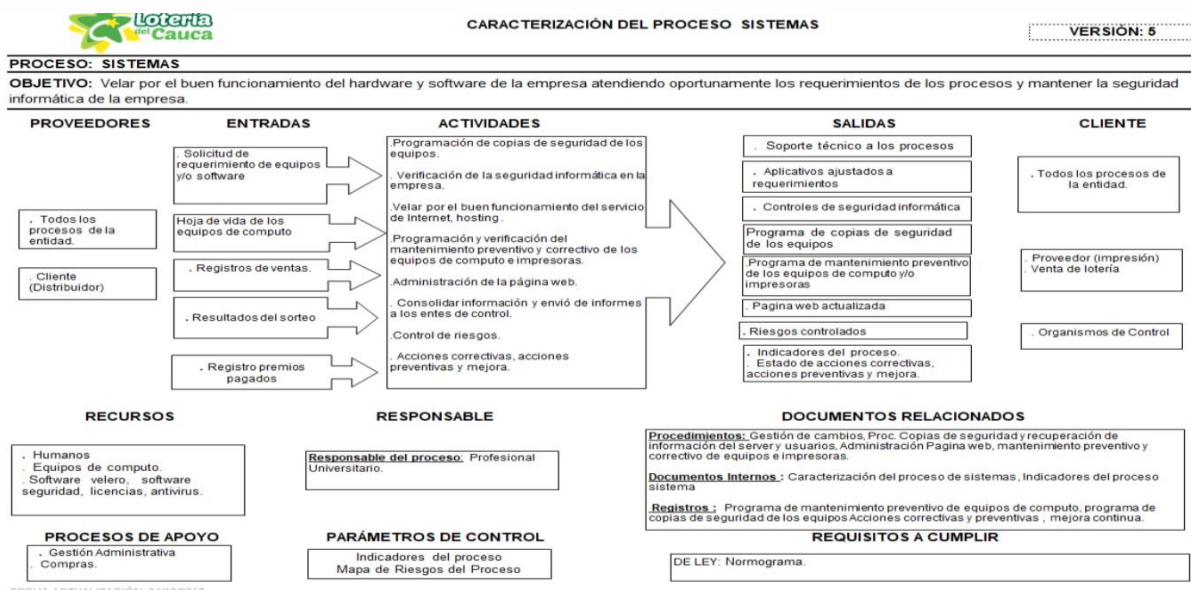 Lotería
del Cauca
CARACTERIZACIÓN DEL PROCESO SISTEMAS
VERSIÓN: 5
PROCESO: SISTEMAS
OBJETIVO: Velar por el buen funcionamiento del hardware y software de la empresa atendiendo oportunamente los requerimientos de los procesos y mantener la seguridad
informática de la empresa.
PROVEEDORES
. Todos los
procesos de la
entidad.
. Cliente
(Distribuidor)
ENTRADAS
. Solicitud de
requerimiento de equipos
y/o software
Hoja de vida de los
equipos de computo
. Registros de ventas.
. Resultados del sorteo
. Registro premios
pagados
ACTIVIDADES
.Programación de copias de seguridad de los
equipos.
. Verificación de la seguridad informática en la
empresa.
.Velar por el buen funcionamiento del servicio
de Internet, hosting.
.Programación y verificación del
mantenimiento preventivo y correctivo de los
equipos de computo e impresoras.
.Administración de la página web.
. Consolidar información y envió de informes
a los entes de control.
.Control de riesgos.
. Acciones correctivas, acciones
preventivas y mejora.
SALIDAS
. Soporte técnico a los procesos
. Aplicativos ajustados a
requerimientos
. Controles de seguridad informática
Programa de copias de seguridad
de los equipos
.Programa de mantenimiento preventivo
de los equipos de computo y/o
impresoras
. Pagina web actualizada
. Riesgos controlados
. Indicadores del proceso.
. Estado de acciones correctivas,
acciones preventivas y mejora.
CLIENTE
. Todos los procesos de
la entidad.
. Proveedor (impresión)
. Venta de lotería
. Organismos de Control
RECURSOS
. Humanos
. Equipos de computo.
. Software velero, software
seguridad, licencias, antivirus.
RESPONSABLE
Responsable del proceso: Profesional
Universitario.
DOCUMENTOS RELACIONADOS
Procedimientos: Gestión de cambios, Proc. Copias de seguridad y recuperación de
información del server y usuarios, Administración Pagina web, mantenimiento preventivo y
correctivo de equipos e impresoras.
Documentos Internos : Caracterización del proceso de sistemas, Indicadores del proceso
sistema
Registros : Programa de mantenimiento preventivo de equipos de computo, programa de
copias de seguridad de los equipos Acciones correctivas y preventivas , mejora continua.
PROCESOS DE APOYO
. Gestión Administrativa
. Compras.
PARÁMETROS DE CONTROL
Indicadores del proceso
Mapa de Riesgos del Proceso
REQUISITOS A CUMPLIR
DE LEY: Normograma.